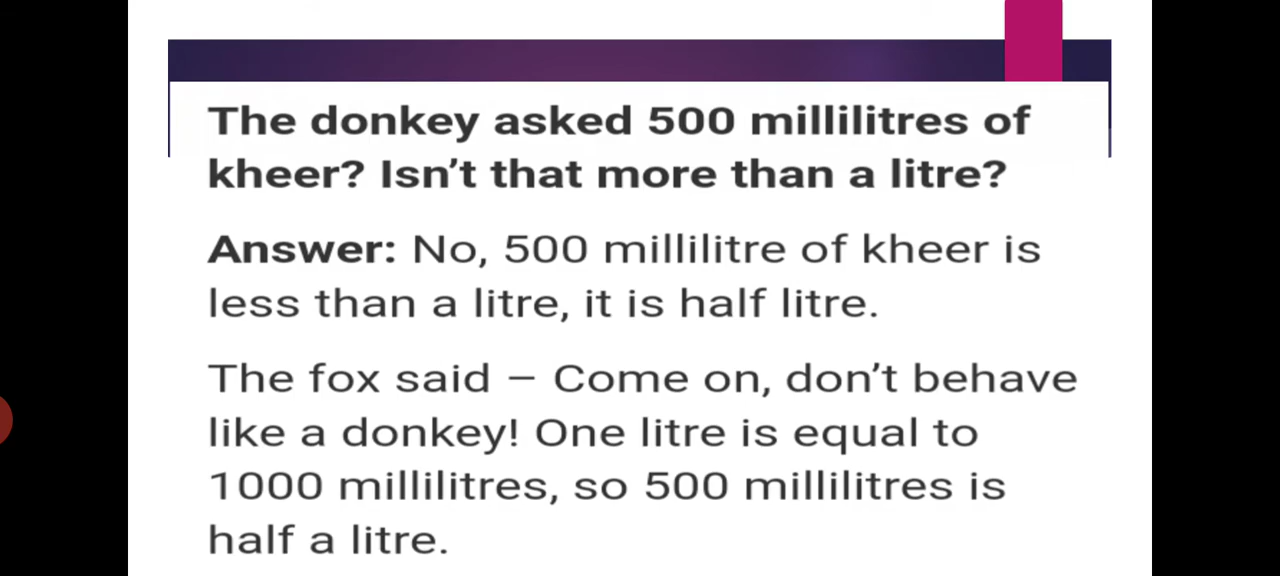 The donkey asked 500 millilitres of
kheer? Isn’t that more than a litre?
Answer: No, 500 millilitre of kheer is
less than a litre, it is half litre.
The fox said – Come on, don’t behave
like a donkey! One litre is equal to
1000 millilitres, so 500 millilitres is
half a litre.